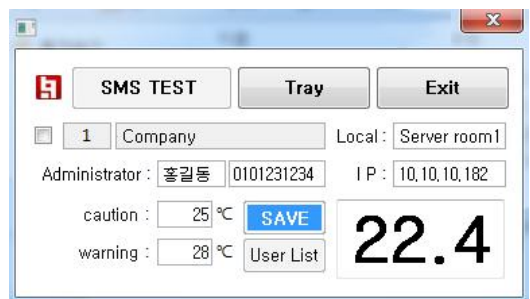 SMS TEST Tray Exit
1 Company Local : Server room1
Administrator : 홍길동 0101231234 I P : 10,10,10,182
caution : 25 ℃ SAVE
warning : 28 ℃ User List
22.4